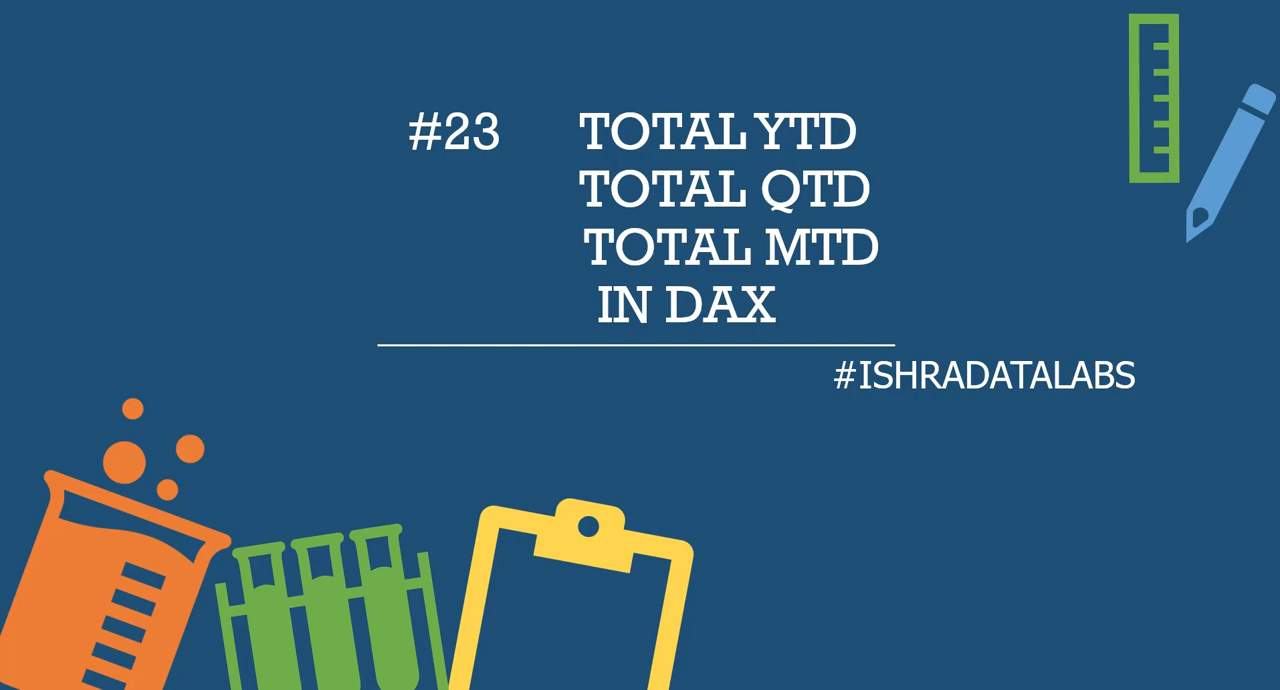 #23 TOTAL YTD
TOTAL QTD
TOTAL MTD
IN DAX
#ISHRADATALABS